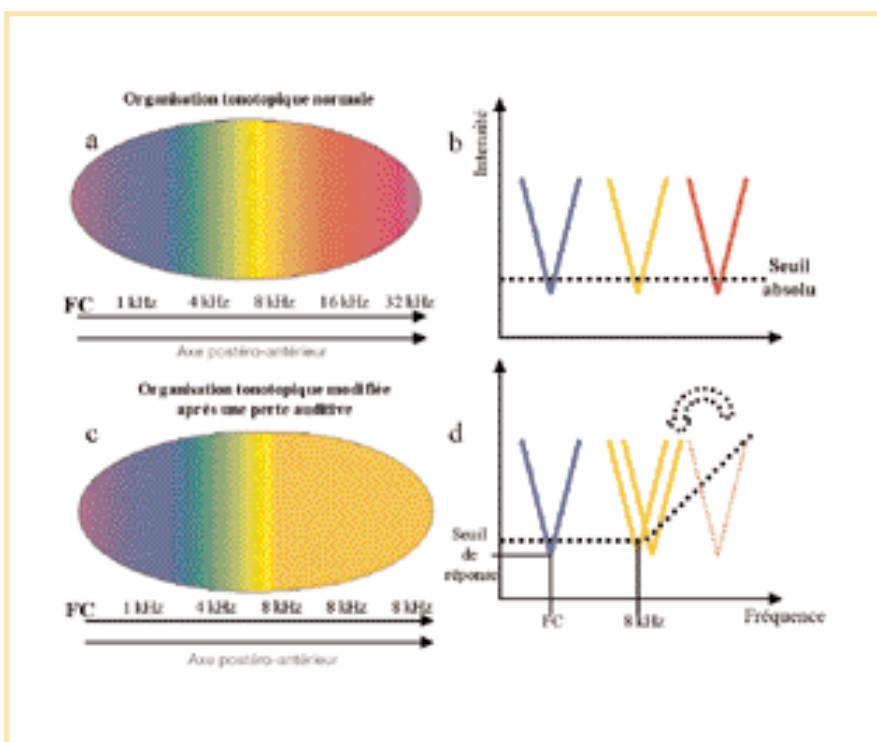 Organisation tonotopique normale
a
FC 1 kHz 4 kHz 8 kHz 16 kHz 32 kHz
Axe postéro-antérieur
b
Intensité
Seuil
absolu
Organisation tonotopique modifiée
après une perte auditive
c
FC 1 kHz 4 kHz 8 kHz 8 kHz 8 kHz
Axe postéro-antérieur
d
Seuil
de
réponse
FC 8 kHz Fréquence